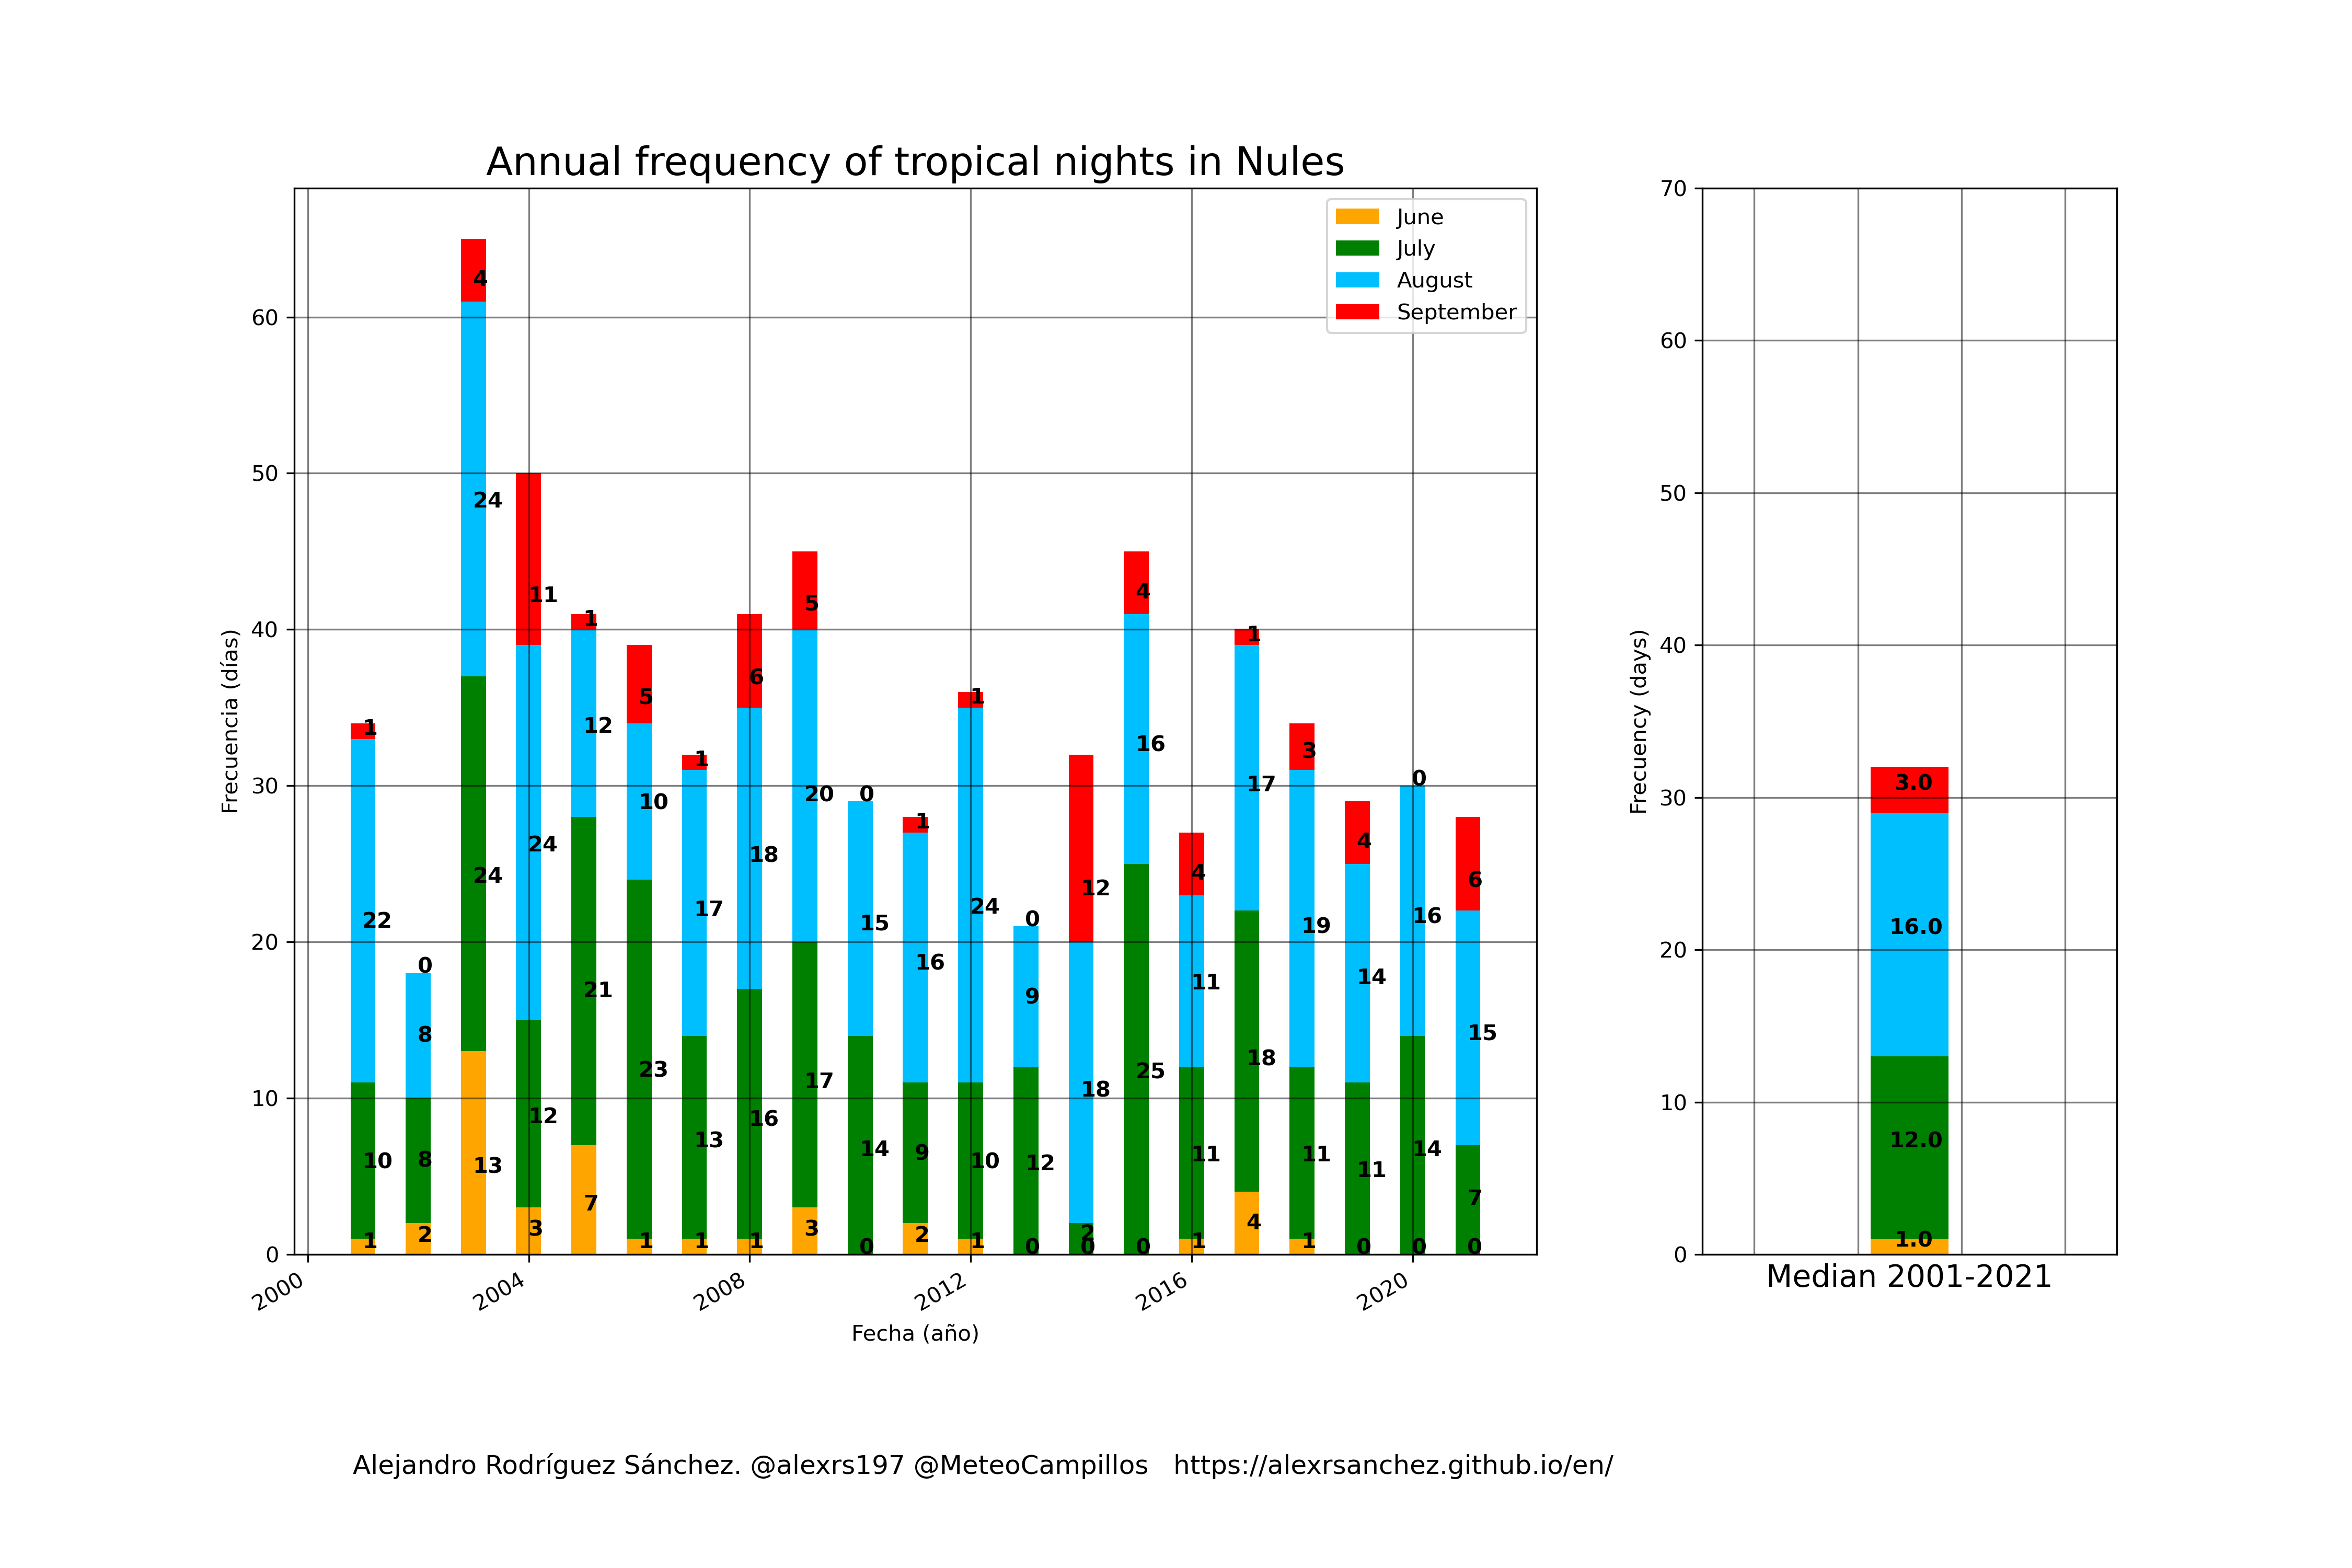 Annual frequency of tropical nights in Nules
June
July
August
September
Frecuencia (días)
60
50
40
30
20
10
0
1 10 22 1
2 8 8 0
13 24 24 4
3 12 24 11
7 21 12 1
1 23 10 5
1 13 17 1
1 16 18 6
3 17 20 5
0 14 15 0
2 9 16 1
1 10 24 1
0 12 9 0
0 2 18 12
0 25 16 4
1 11 11 4
4 18 17 1
1 11 19 3
0 11 14 4
0 14 16 0
0 7 15 6
2000 2004 2008 2012 2016 2020
Fecha (año)
Frecuency (days)
70
60
50
40
30
20
10
0
3.0
16.0
12.0
1.0
Median 2001-2021
Alejandro Rodríguez Sánchez. @alexrs197 @MeteoCampillos https://alexrsanchez.github.io/en/